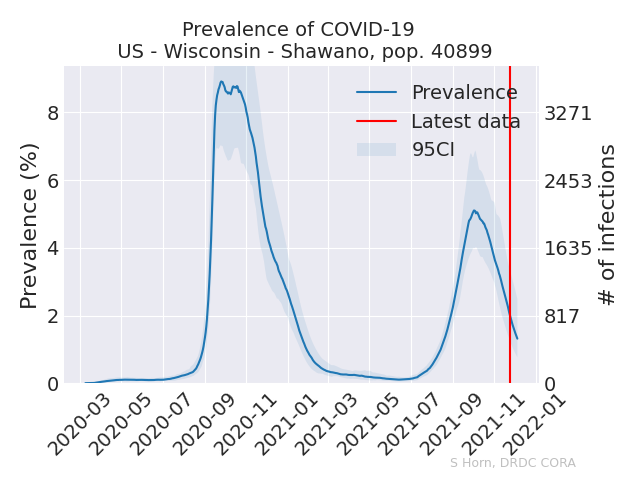 Prevalence of COVID-19
US - Wisconsin - Shawano, pop. 40899
Prevalence
Latest data
95CI
Prevalence (%)
8
6
4
2
0
3271
2453
1635
817
0
# of infections
2020-03
2020-05
2020-07
2020-09
2020-11
2021-01
2021-03
2021-05
2021-07
2021-09
2021-11
2022-01
S Horn, DRDC CORA